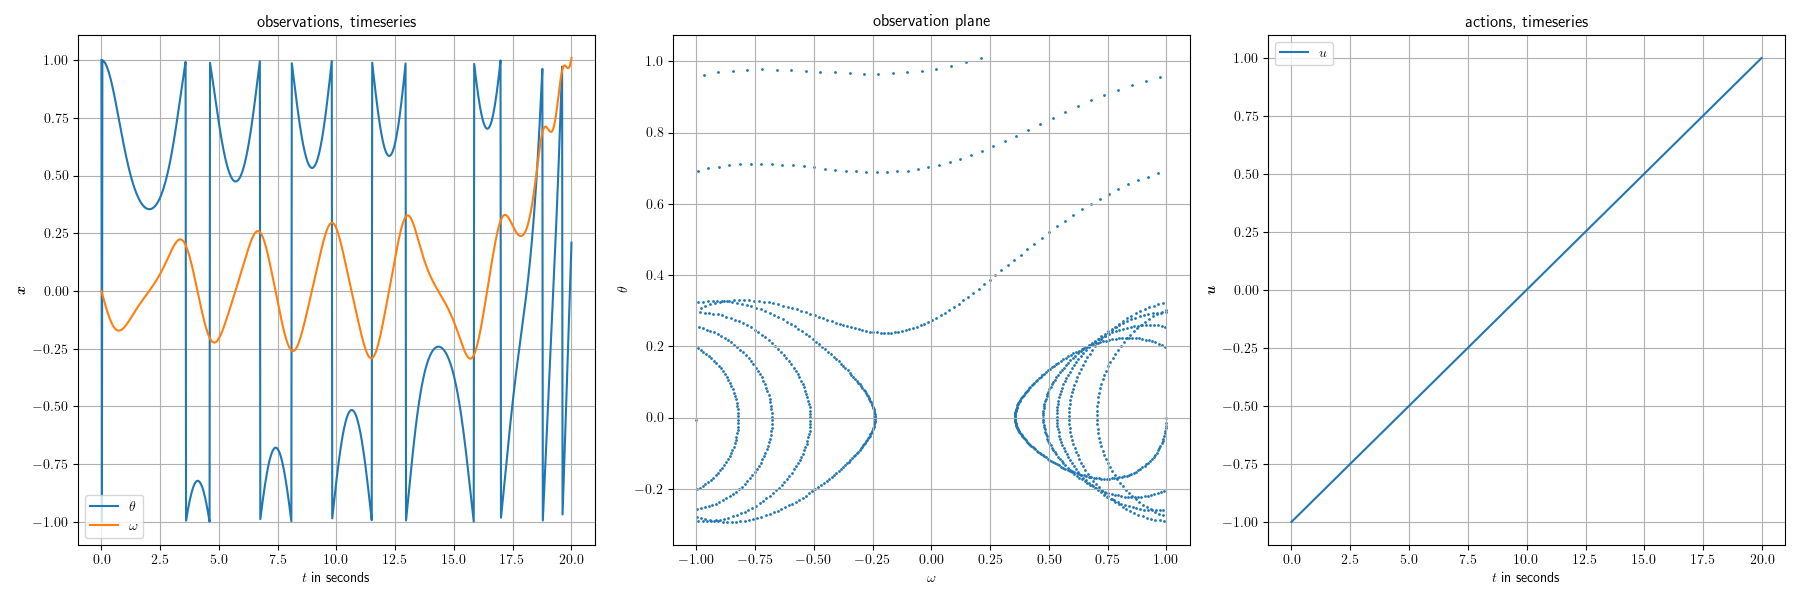 observations, timeseries
1.00
0.75
0.50
0.25
0.00
−0.25
−0.50
−0.75
−1.00
x
θ
ω
0.0 2.5 5.0 7.5 10.0 12.5 15.0 17.5 20.0
t in seconds
observation plane
1.0
0.8
0.6
0.4
0.2
0.0
−0.2
θ
−1.00 −0.75 −0.50 −0.25 0.00 0.25 0.50 0.75 1.00
ω
actions, timeseries
u
1.00
0.75
0.50
0.25
0.00
−0.25
−0.50
−0.75
−1.00
u
0.0 2.5 5.0 7.5 10.0 12.5 15.0 17.5 20.0
t in seconds